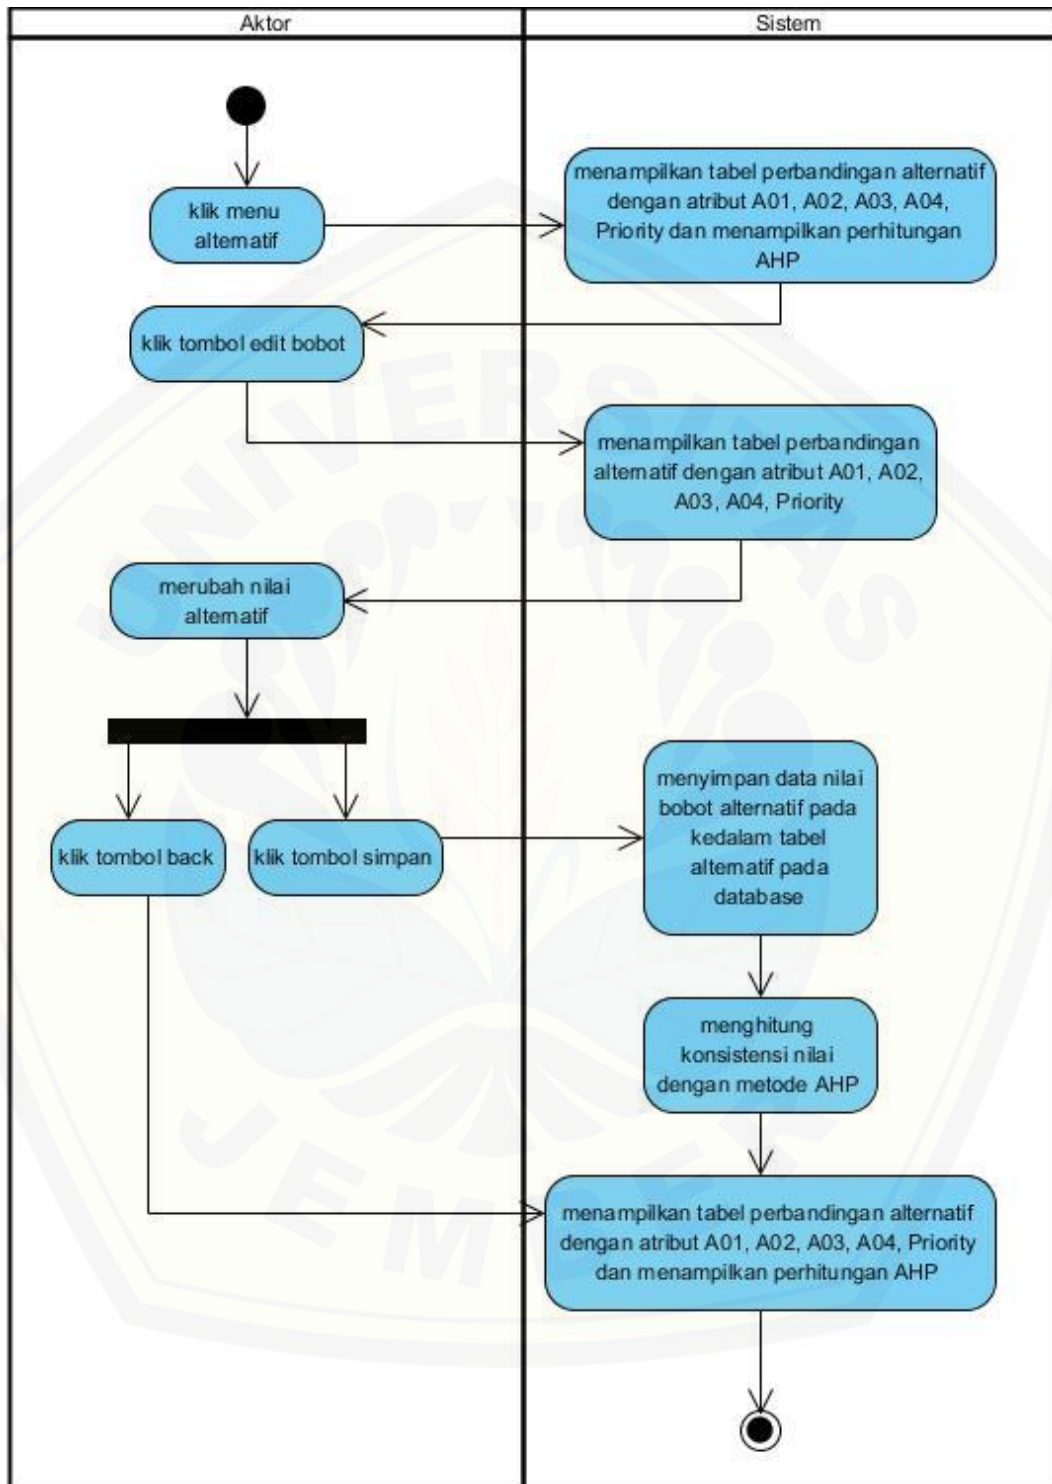 Aktor
Sistem
klik menu
alternatif
menampilkan tabel perbandingan alternatif
dengan atribut A01, A02, A03, A04,
Priority dan menampilkan perhitungan
AHP
klik tombol edit bobot
menampilkan tabel perbandingan
alternatif dengan atribut A01, A02,
A03, A04, Priority
merubah nilai
alternatif
klik tombol back
klik tombol simpan
menyimpan data nilai
bobot alternatif pada
kedalam tabel
alternatif pada
database
menghitung
konsistensi nilai
dengan metode AHP
menampilkan tabel perbandingan alternatif
dengan atribut A01, A02, A03, A04, Priority
dan menampilkan perhitungan AHP
UNIVERSITAS
JEMBER